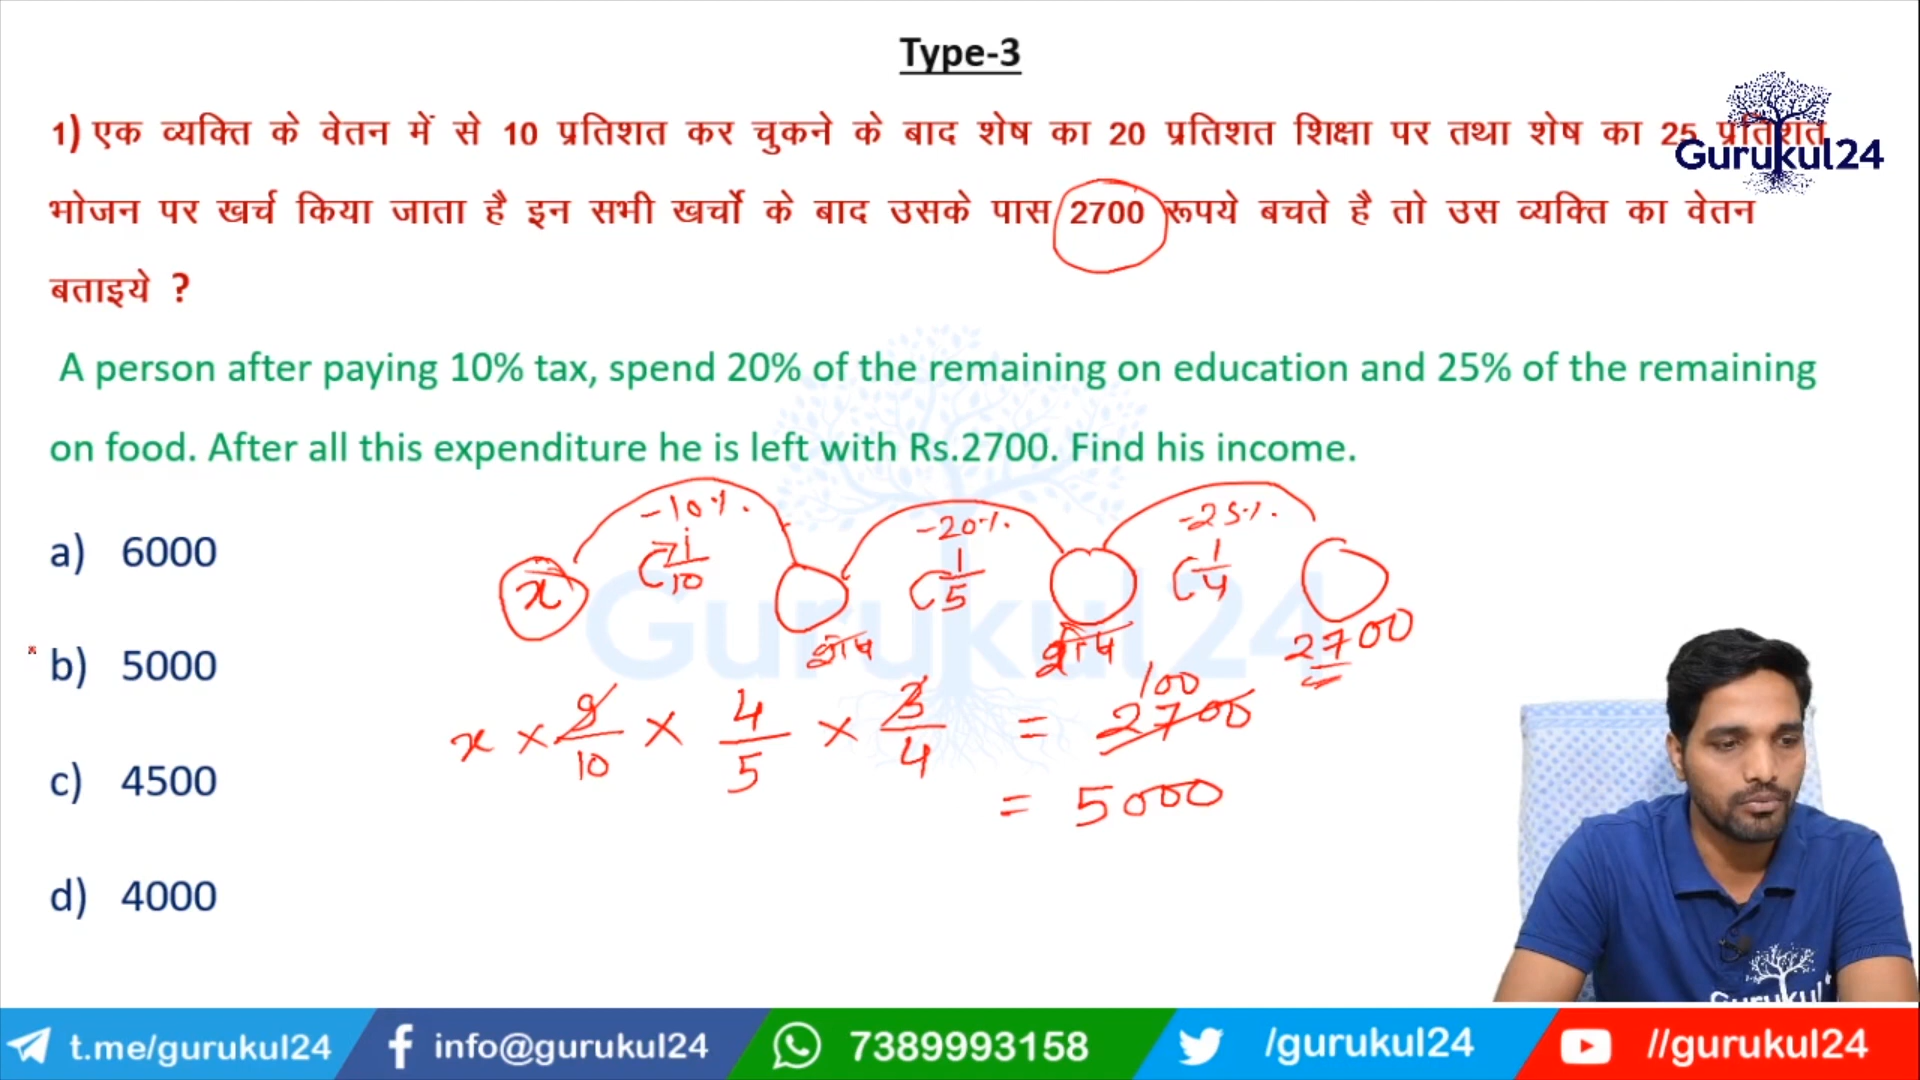 Type-3
Gurukul24
1) एक व्यक्ति के वेतन में से 10 प्रतिशत कर चुकने के बाद शेष का 20 प्रतिशत शिक्षा पर तथा शेष का 25 प्रतिशत
भोजन पर खर्च किया जाता है इन सभी खर्चो के बाद उसके पास 2700 रूपये बचते है तो उस व्यक्ति का वेतन
बताइये ?
A person after paying 10% tax, spend 20% of the remaining on education and 25% of the remaining
on food. After all this expenditure he is left with Rs.2700. Find his income.
a) 6000
b) 5000
c) 4500
d) 4000
-10% -20% -25%
x 1/10 1/5 1/4
शेष शेष 2700
100
x × 9/10 × 4/5 × 3/4 = 2700
= 5000
Gurukul24
Gurukul
t.me/gurukul24 info@gurukul24 7389993158 /gurukul24 //gurukul24